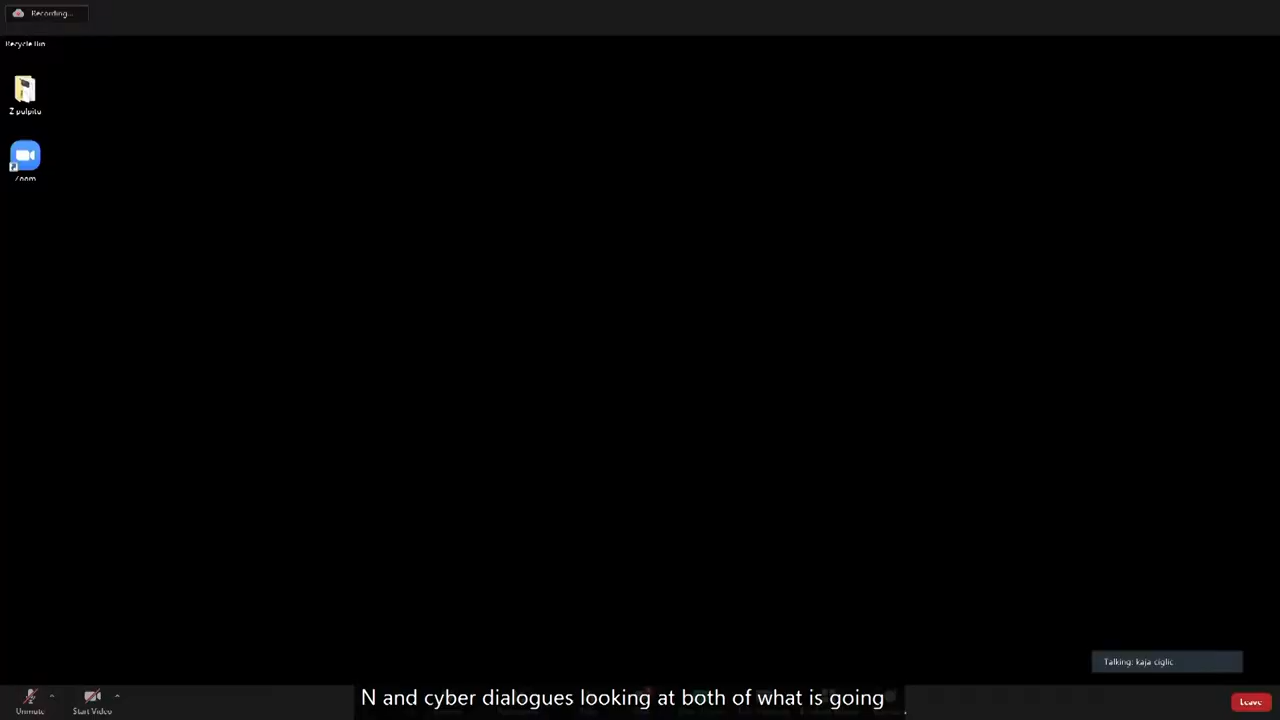 Recording...
Recycle Bin
Z pulpitu
Zoom
Talking: kaja ciglic
Unmute
Start Video
N and cyber dialogues looking at both of what is going
Leave